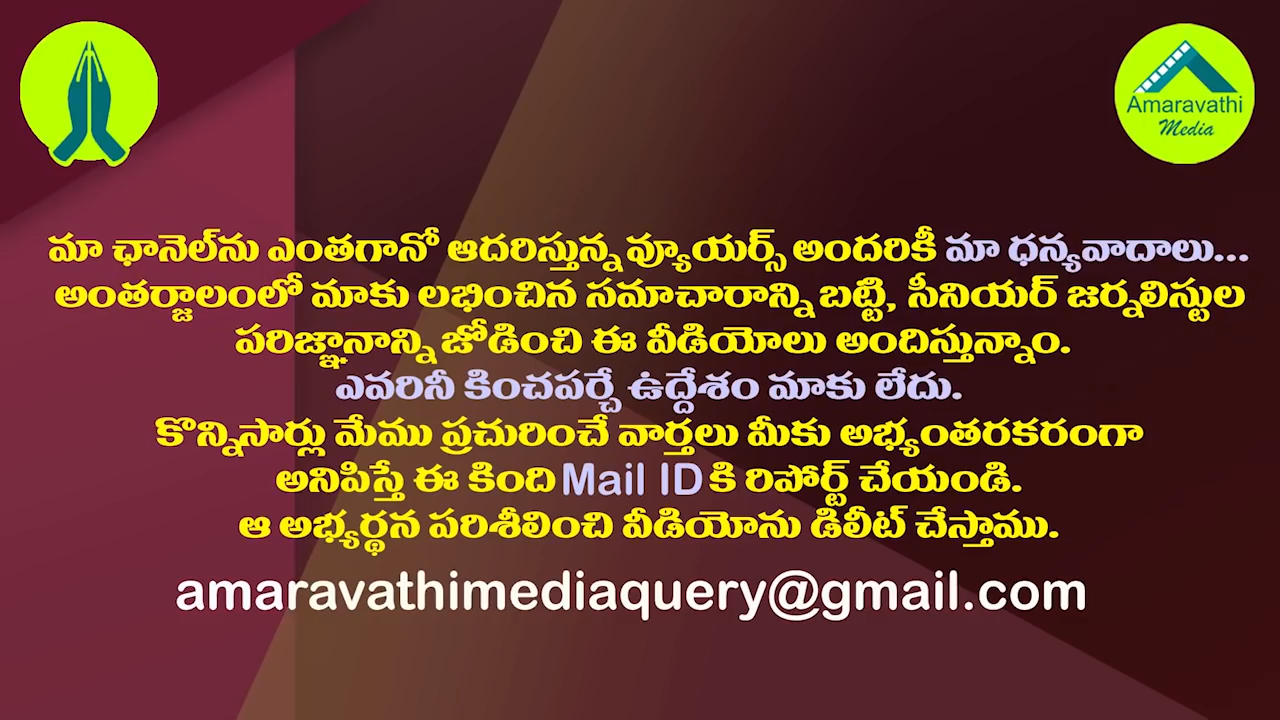 Amaravathi
Media
మా ఛానెల్‌ను ఎంతగానో ఆదరిస్తున్న వ్యూయర్స్ అందరికీ మా ధన్యవాదాలు...
అంతర్జాలంలో మాకు లభించిన సమాచారాన్ని బట్టి, సీనియర్ జర్నలిస్టుల
పరిజ్ఞానాన్ని జోడించి ఈ వీడియోలు అందిస్తున్నాం.
ఎవరినీ కించపర్చే ఉద్దేశం మాకు లేదు.
కొన్నిసార్లు మేము ప్రచురించే వార్తలు మీకు అభ్యంతరకరంగా
అనిపిస్తే ఈ కింది Mail ID కి రిపోర్ట్ చేయండి.
ఆ అభ్యర్థన పరిశీలించి వీడియోను డిలీట్ చేస్తాము.
amaravathimediaquery@gmail.com